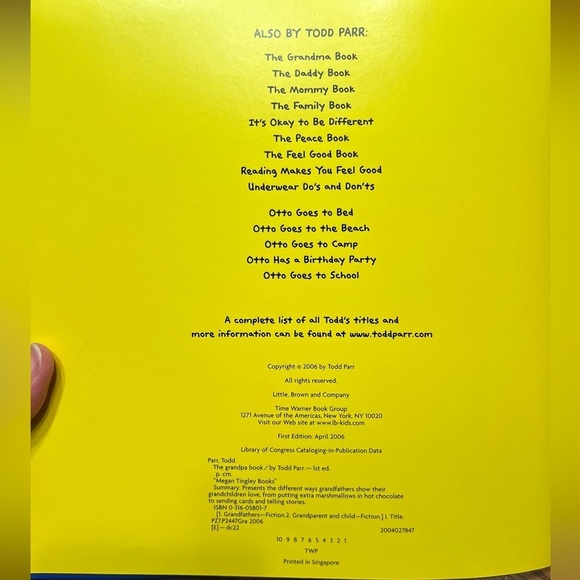 ALSO BY TODD PARR:
The Grandma Book
The Daddy Book
The Mommy Book
The Family Book
It's Okay to Be Different
The Peace Book
The Feel Good Book
Reading Makes You Feel Good
Underwear Do's and Don'ts
Otto Goes to Bed
Otto Goes to the Beach
Otto Goes to Camp
Otto Has a Birthday Party
Otto Goes to School
A complete list of all Todd's titles and
more information can be found at www.toddparr.com
Copyright © 2006 by Todd Parr
All rights reserved.
Little, Brown and Company
Time Warner Book Group
1271 Avenue of the Americas, New York, NY 10020
Visit our Web site at www.lb-kids.com
First Edition: April 2006
Library of Congress Cataloging-in-Publication Data
Parr, Todd.
The grandpa book / by Todd Parr. — 1st ed.
p. cm.
"Megan Tingley Books"
Summary: Presents the different ways grandfathers show their
grandchildren love, from putting extra marshmallows in hot chocolate
to sending cards and telling stories.
ISBN 0-316-05801-7
[1. Grandfathers—Fiction. 2. Grandparent and child—Fiction.] I. Title.
PZ7.P2447Gra 2006
[E]—dc22 2004027847
10 9 8 7 6 5 4 3 2 1
TWP
Printed in Singapore